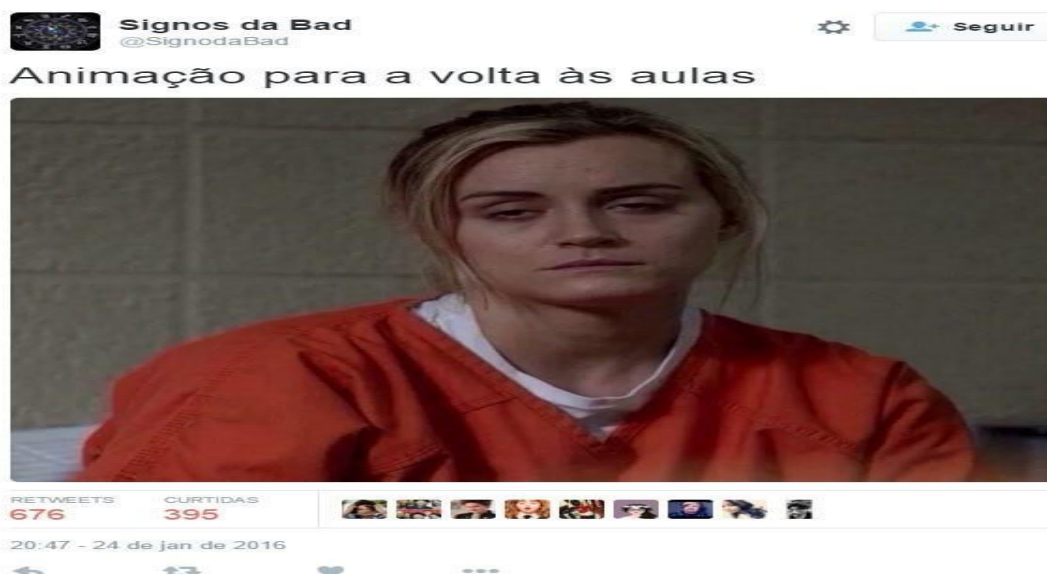 Signos da Bad
@SignodaBad
Seguir
Animação para a volta às aulas
RETWEETS CURTIDAS
676 395
20:47 - 24 de jan de 2016